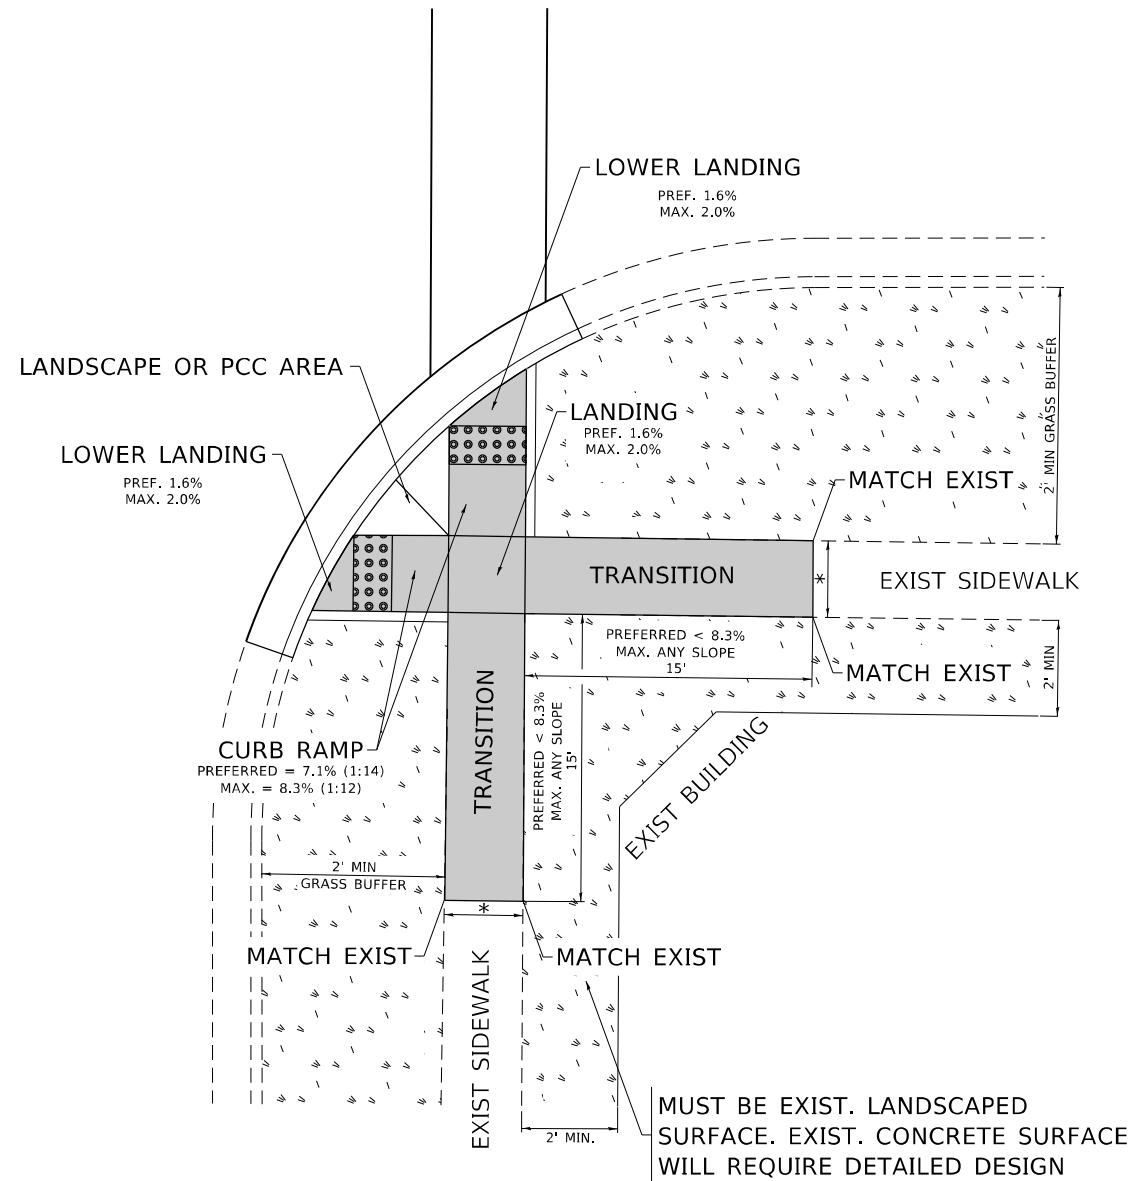 LOWER LANDING
PREF. 1.6%
MAX. 2.0%
LANDSCAPE OR PCC AREA
LANDING
PREF. 1.6%
MAX. 2.0%
LOWER LANDING
PREF. 1.6%
MAX. 2.0%
2' MIN GRASS BUFFER
MATCH EXIST
TRANSITION
*
EXIST SIDEWALK
PREFERRED < 8.3%
MAX. ANY SLOPE
15'
MATCH EXIST
2' MIN
TRANSITION
PREFERRED < 8.3%
MAX. ANY SLOPE
15'
CURB RAMP
PREFERRED = 7.1% (1:14)
MAX. = 8.3% (1:12)
EXIST BUILDING
2' MIN
GRASS BUFFER
*
MATCH EXIST
MATCH EXIST
EXIST SIDEWALK
2' MIN.
MUST BE EXIST. LANDSCAPED
SURFACE. EXIST. CONCRETE SURFACE
WILL REQUIRE DETAILED DESIGN